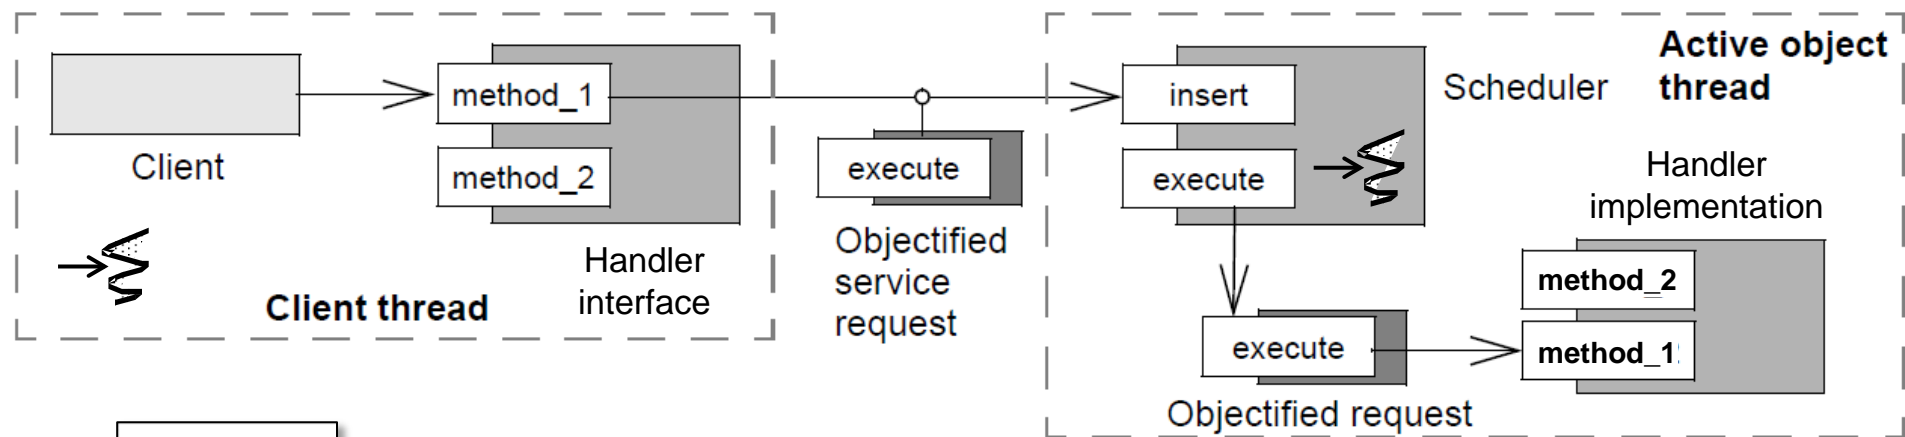 method_1
method_2
Client
Client thread
Handler
interface
execute
Objectified
service
request
insert
execute
Scheduler
Active object
thread
Handler
implementation
method_2
method_1
execute
Objectified request